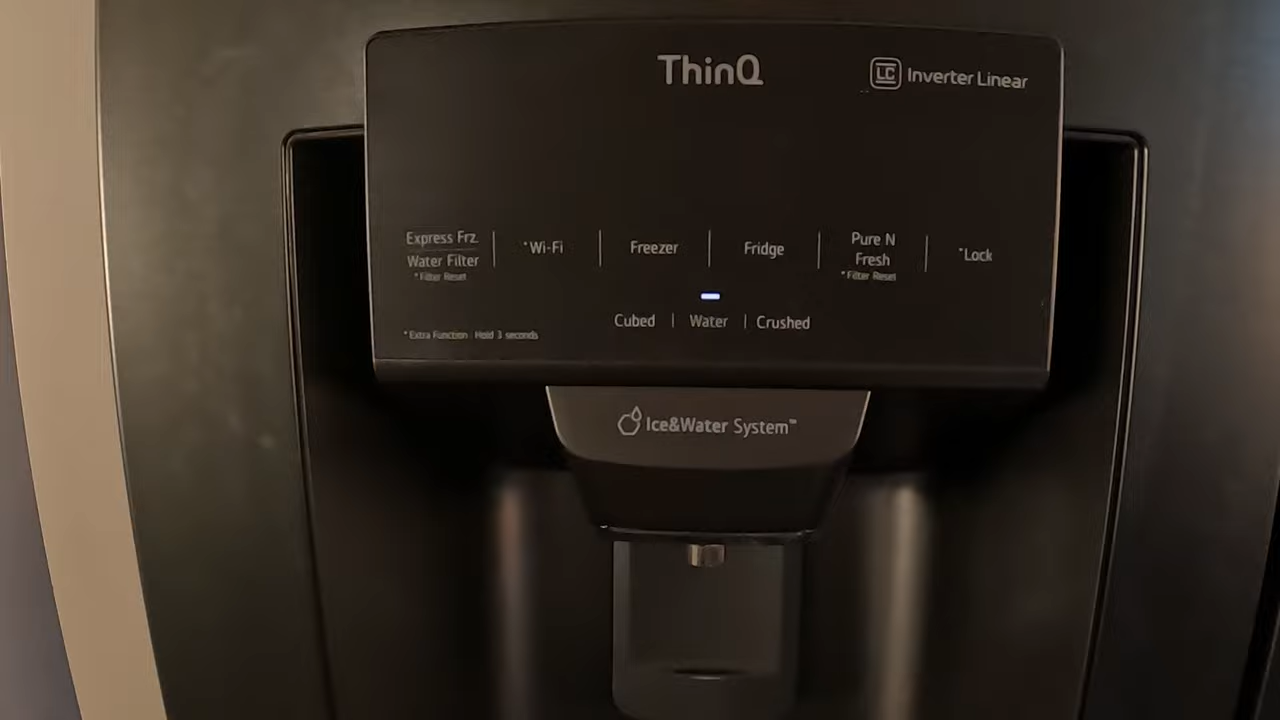 ThinQ
LC Inverter Linear
Express Frz.
Water Filter
*Filter Reset
*Wi-Fi
Freezer
Fridge
Pure N
Fresh
*Filter Reset
*Lock
Cubed | Water | Crushed
*Extra Function : Hold 3 seconds
Ice&Water System™